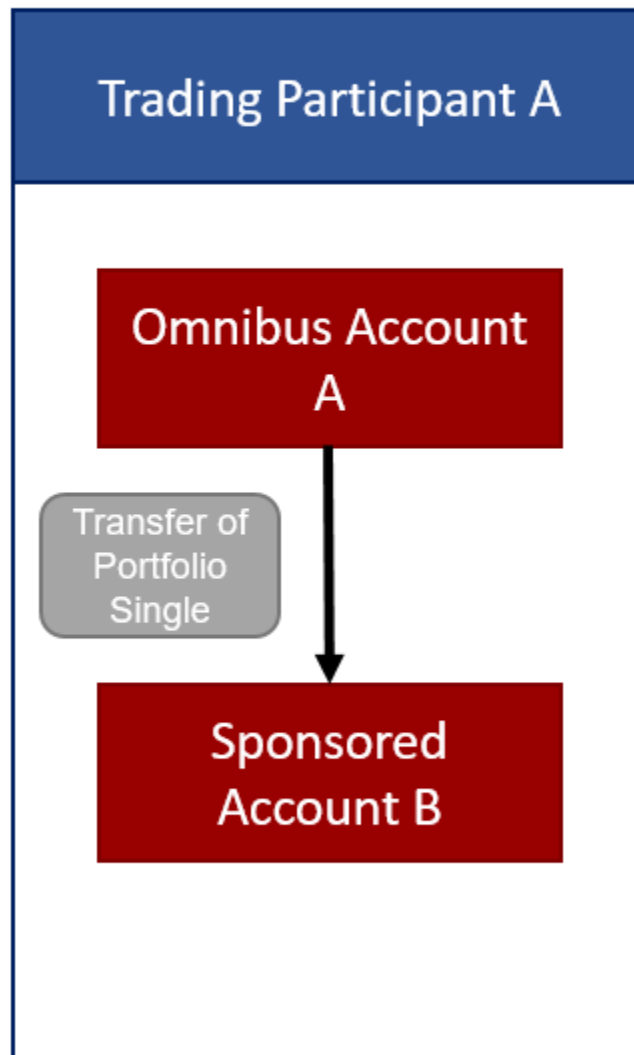 Trading Participant A
Omnibus Account
A
Transfer of
Portfolio
Single
Sponsored
Account B